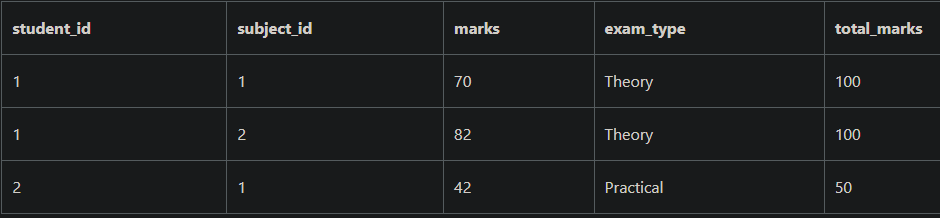 student_id subject_id marks exam_type total_marks
1 1 70 Theory 100
1 2 82 Theory 100
2 1 42 Practical 50